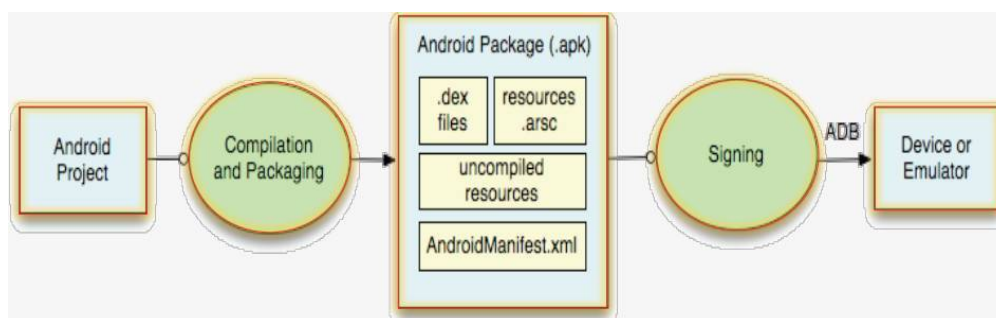 Android
Project
Compilation
and Packaging
Android Package (.apk)
.dex
files
resources
.arsc
uncompiled
resources
AndroidManifest.xml
Signing
ADB
Device or
Emulator